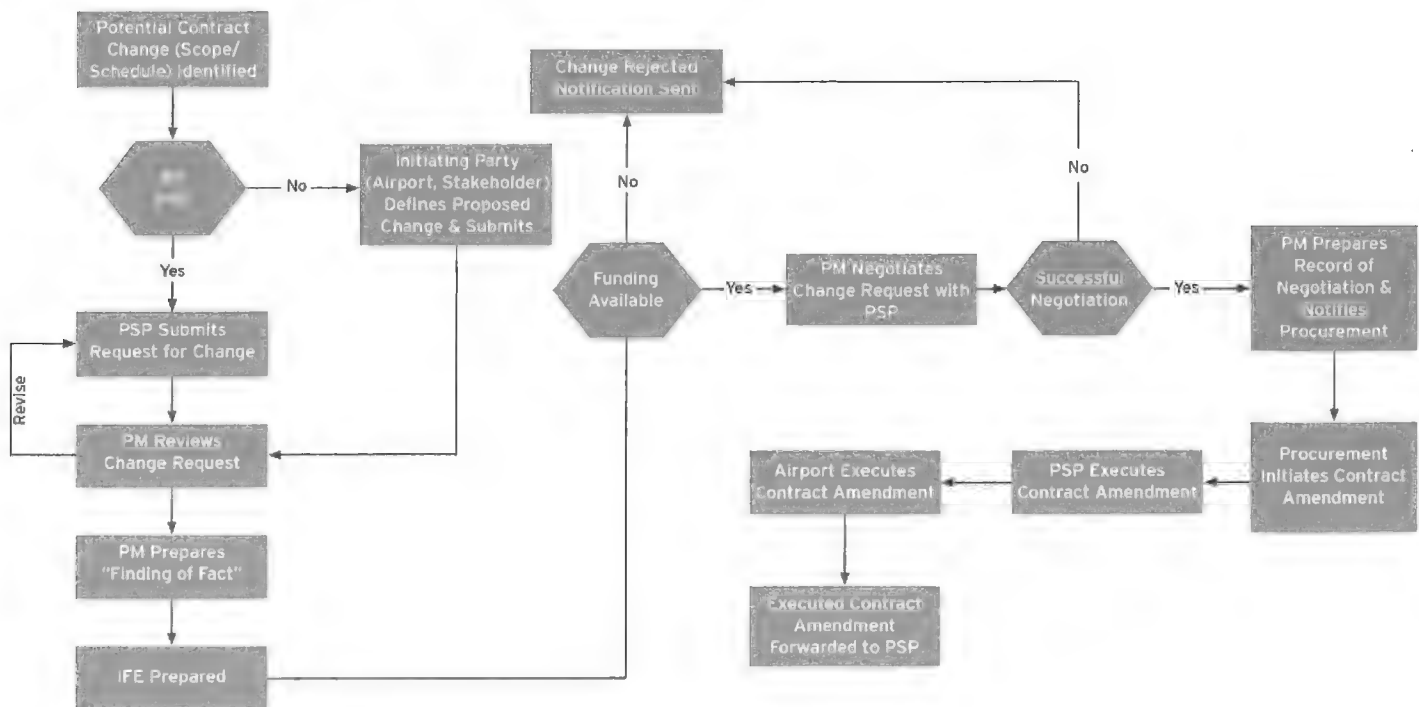 Potential Contract
Change (Scope/
Schedule) Identified
No
Yes
Initiating Party
(Airport, Stakeholder)
Defines Proposed
Change & Submits
PSP Submits
Request for Change
Revise
PM Reviews
Change Request
PM Prepares
"Finding of Fact"
IFE Prepared
Change Rejected
Notification Sent
No
Funding
Available
Yes
PM Negotiates
Change Request with
PSP
Successful
Negotiation
No
Yes
PM Prepares
Record of
Negotiation &
Notifies
Procurement
Procurement
Initiates Contract
Amendment
PSP Executes
Contract Amendment
Airport Executes
Contract Amendment
Executed Contract
Amendment
Forwarded to PSP